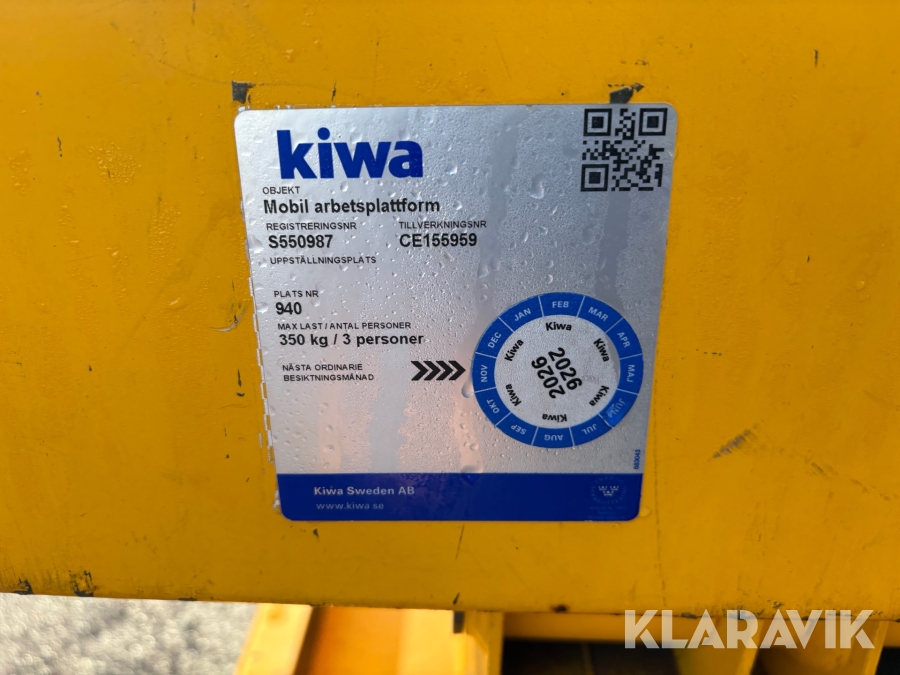 kiwa
OBJEKT
Mobil arbetsplattform
REGISTRERINGSNR TILLVERKNINGSNR
S550987 CE155959
UPPSTÄLLNINGSPLATS
PLATS NR
940
MAX LAST / ANTAL PERSONER
350 kg / 3 personer
NÄSTA ORDINARIE
BESIKTNINGSMÅNAD
JAN FEB MAR APR MAJ JUNI JUL AUG SEP OKT NOV DEC
Kiwa Kiwa Kiwa Kiwa Kiwa Kiwa
2026
2026
Kiwa Sweden AB
www.kiwa.se
KLARAVIK